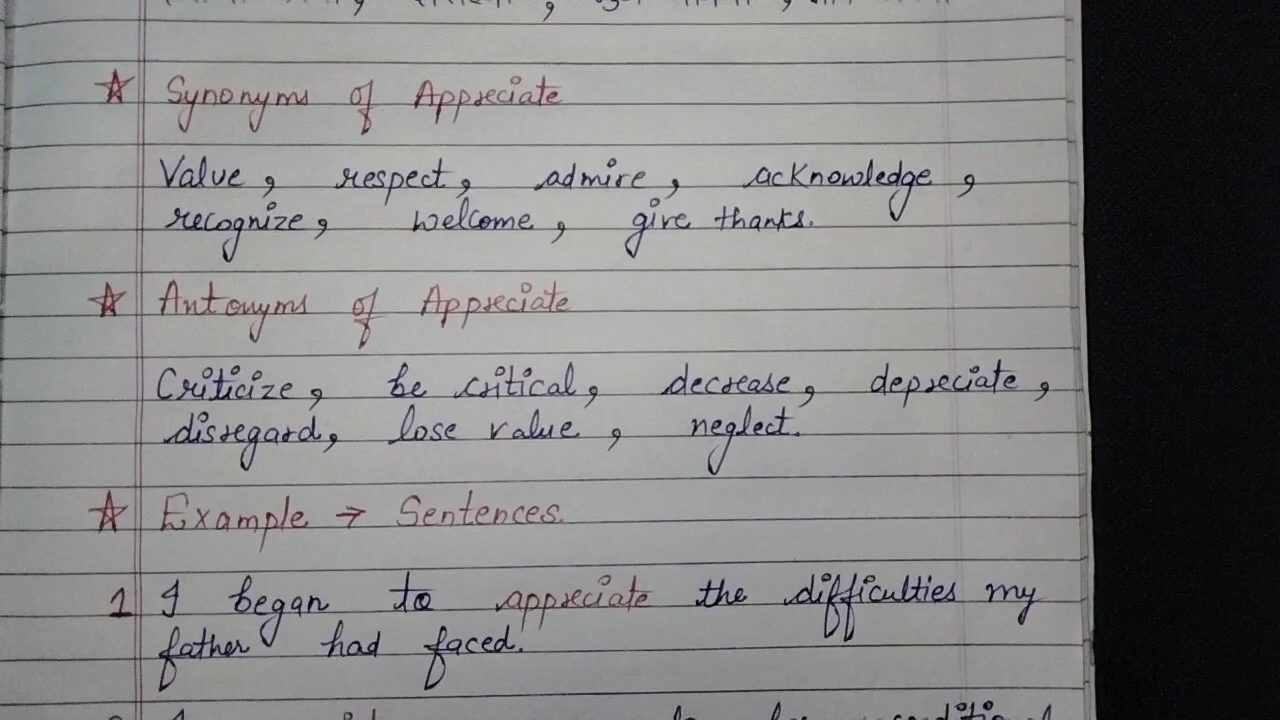 ☆ Synonyms of Appreciate
Value, respect, admire, acknowledge,
recognize, welcome, give thanks.
☆ Antonyms of Appreciate
Criticize, be critical, decrease, depreciate,
disregard, lose value, neglect.
☆ Example → Sentences.
1 I began to appreciate the difficulties my
father had faced.